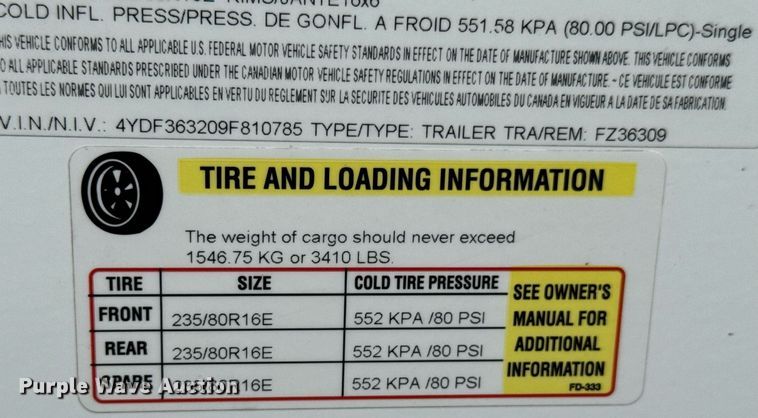 COLD INFL. PRESS/PRESS. DE GONFL. A FROID 551.58 KPA (80.00 PSI/LPC)-Single
HIS VEHICLE CONFORMS TO ALL APPLICABLE U.S. FEDERAL MOTOR VEHICLE SAFETY STANDARDS IN EFFECT ON THE DATE OF MANUFACTURE SHOWN ABOVE. THIS VEHICLE CONFORMS
O ALL APPLICABLE STANDARDS PRESCRIBED UNDER THE CANADIAN MOTOR VEHICLE SAFETY REGULATIONS IN EFFECT ON THE DATE OF MANUFACTURE - CE VEHICULE EST CONFORME
TOUTES LES NORMES QUI LUI SONT APPLICABLES EN VERTU DU REGLEMENT SUR LA SECURITE DES VEHICULES AUTOMOBILES DU CANADA EN VIGUEUR A LA DATE DE SA FABRICATION.
V.I.N./N.I.V.: 4YDF363209F810785 TYPE/TYPE: TRAILER TRA/REM: FZ36309
TIRE AND LOADING INFORMATION
The weight of cargo should never exceed
1546.75 KG or 3410 LBS.
TIRE SIZE COLD TIRE PRESSURE
FRONT 235/80R16E 552 KPA /80 PSI
REAR 235/80R16E 552 KPA /80 PSI
SPARE 235/80R16E 552 KPA /80 PSI
SEE OWNER'S
MANUAL FOR
ADDITIONAL
INFORMATION
FD-333
Purple Wave Auction